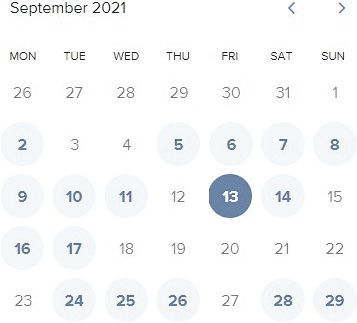 September 2021
MON TUE WED THU FRI SAT SUN
26 27 28 29 30 31 1
2 3 4 5 6 7 8
9 10 11 12 13 14 15
16 17 18 19 20 21 22
23 24 25 26 27 28 29